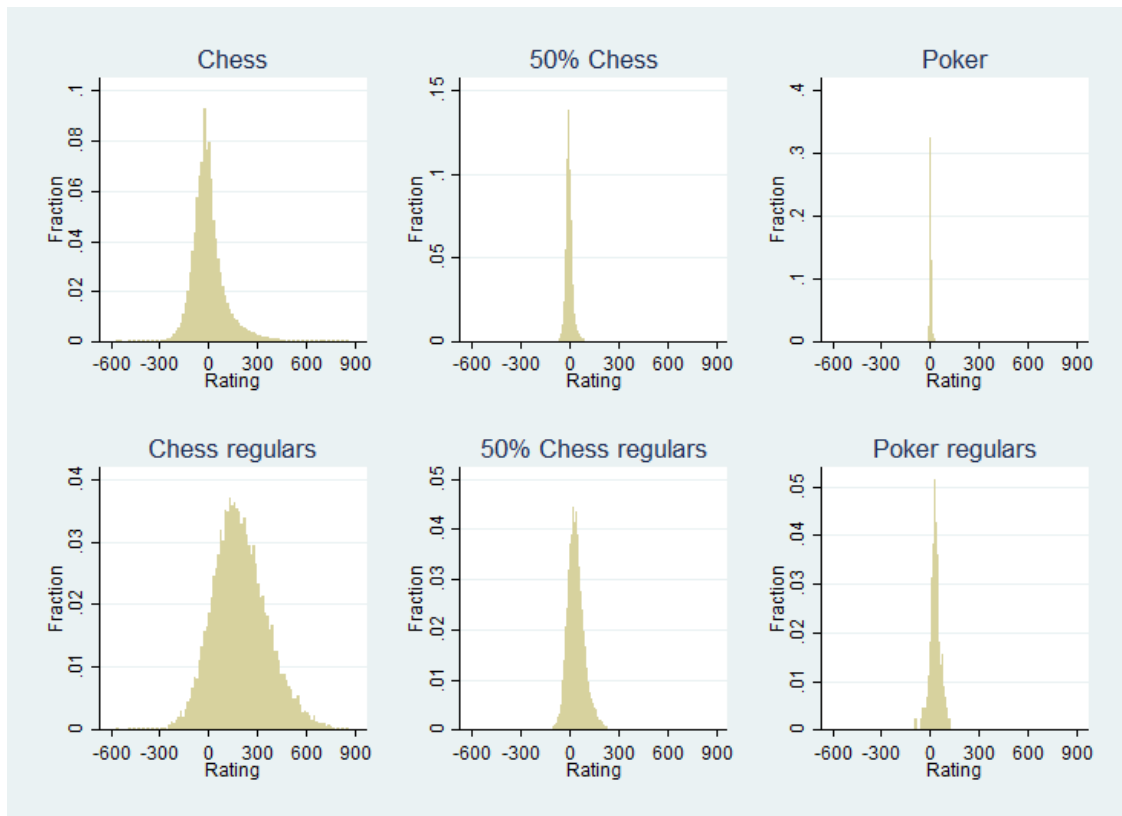 Chess
50% Chess
Poker
Fraction
0 .02 .04 .06 .08 .1
-600 -300 0 300 600 900
Rating
Fraction
0 .05 .1 .15
-600 -300 0 300 600 900
Rating
Fraction
0 .1 .2 .3 .4
-600 -300 0 300 600 900
Rating
Chess regulars
50% Chess regulars
Poker regulars
Fraction
0 .01 .02 .03 .04
-600 -300 0 300 600 900
Rating
Fraction
0 .01 .02 .03 .04 .05
-600 -300 0 300 600 900
Rating
Fraction
0 .01 .02 .03 .04 .05
-600 -300 0 300 600 900
Rating